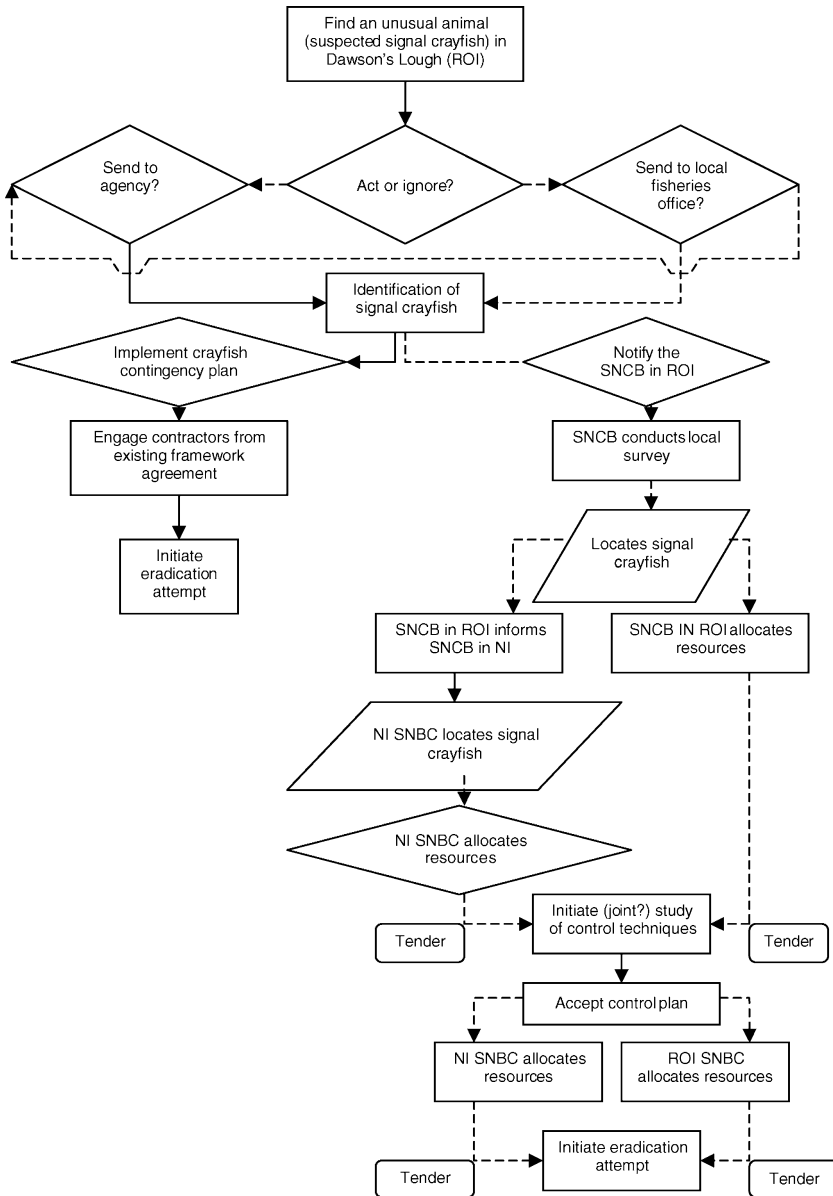 Find an unusual animal
(suspected signal crayfish) in
Dawson's Lough (ROI)
Send to
agency?
Act or ignore?
Send to local
fisheries
office?
Identification of
signal crayfish
Implement crayfish
contingency plan
Notify the
SNCB in ROI
Engage contractors from
existing framework
agreement
SNCB conducts local
survey
Initiate
eradication
attempt
Locates signal
crayfish
SNCB in ROI informs
SNCB in NI
SNCB IN ROI allocates
resources
NI SNBC locates signal
crayfish
NI SNBC allocates
resources
Tender
Initiate (joint?) study
of control techniques
Tender
Accept control plan
NI SNBC allocates
resources
ROI SNBC
allocates resources
Tender
Initiate eradication
attempt
Tender